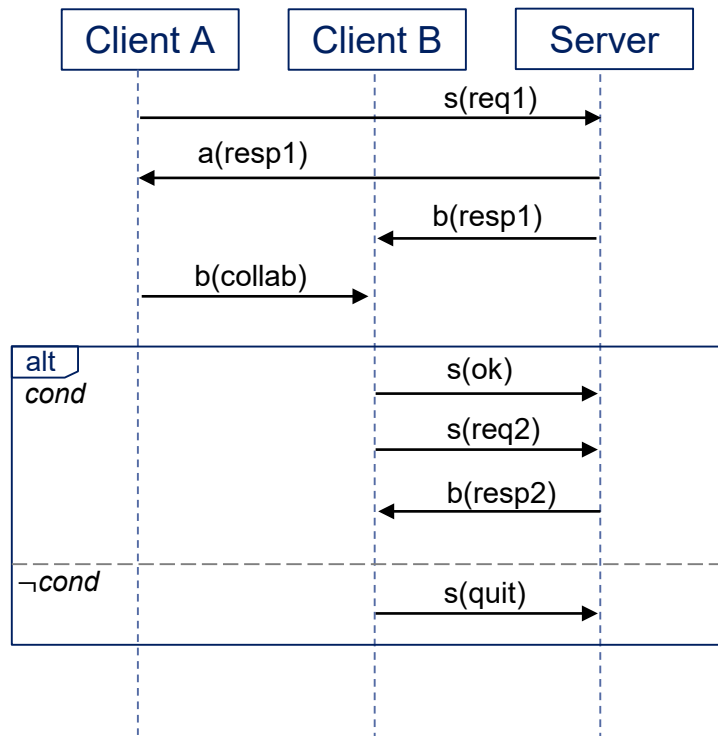 Client A
Client B
Server
s(req1)
a(resp1)
b(resp1)
b(collab)
alt
cond
s(ok)
s(req2)
b(resp2)
¬cond
s(quit)